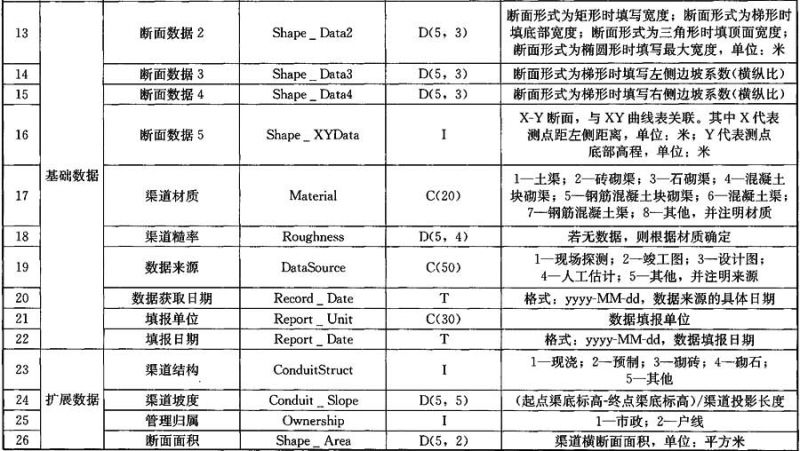 断面形式为矩形时填写宽度；断面形式为梯形时
13 断面数据 2 Shape _ Data2 D(5，3) 填底部宽度；断面形式为三角形时填顶面宽度；
断面形式为椭圆形时填写最大宽度，单位：米
14 断面数据 3 Shape _ Data3 D(5，3) 断面形式为梯形时填写左侧边坡系数(横纵比)
15 断面数据 4 Shape _ Data4 D(5，3) 断面形式为梯形时填写右侧边坡系数(横纵比)
X-Y 断面，与 XY 曲线表关联。其中 X 代表
16 断面数据 5 Shape _ XYData I 测点距左侧距离，单位：米；Y 代表测点
底部高程，单位：米
基础数据
1—土渠；2—砖砌渠；3—石砌渠；4—混凝土
17 渠道材质 Material C(20) 块砌渠；5—钢筋混凝土块砌渠；6—混凝土渠；
7—钢筋混凝土渠；8—其他，并注明材质
18 渠道糙率 Roughness D(5，4) 若无数据，则根据材质确定
19 数据来源 DataSource C(50) 1—现场探测；2—竣工图；3—设计图；
4—人工估计；5—其他，并注明来源
20 数据获取日期 Record _ Date T 格式：yyyy-MM-dd，数据来源的具体日期
21 填报单位 Report _ Unit C(30) 数据填报单位
22 填报日期 Report _ Date T 格式：yyyy-MM-dd，数据填报日期
23 渠道结构 ConduitStruct I 1—现浇；2—预制；3—砌砖；4—砌石；
5—其他
扩展数据
24 渠道坡度 Conduit _ Slope D(5，5) (起点渠底标高-终点渠底标高)/渠道投影长度
25 管理归属 Ownership I 1—市政；2—户线
26 断面面积 Shape _ Area D(5，2) 渠道横断面面积，单位：平方米